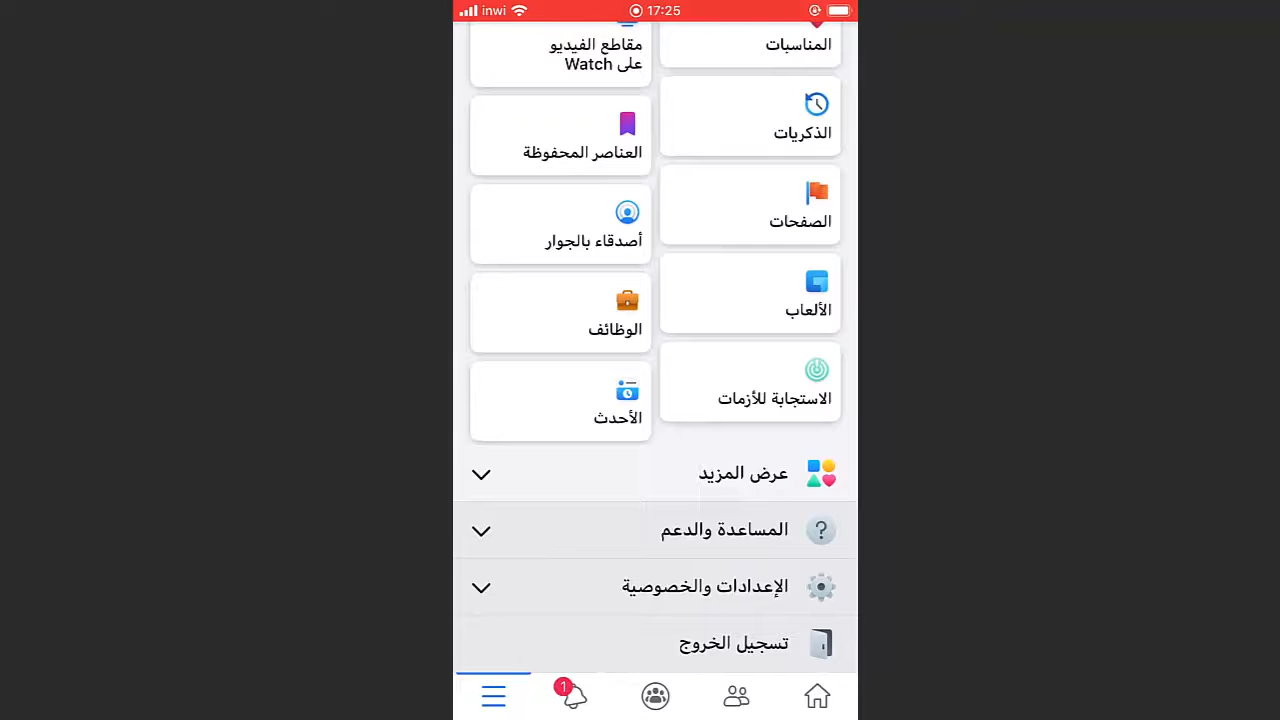 inwi 17:25
المناسبات
مقاطع الفيديو
على Watch
الذكريات
العناصر المحفوظة
الصفحات
أصدقاء بالجوار
الألعاب
الوظائف
الاستجابة للأزمات
الأحدث
عرض المزيد
المساعدة والدعم
?
الإعدادات والخصوصية
تسجيل الخروج
1